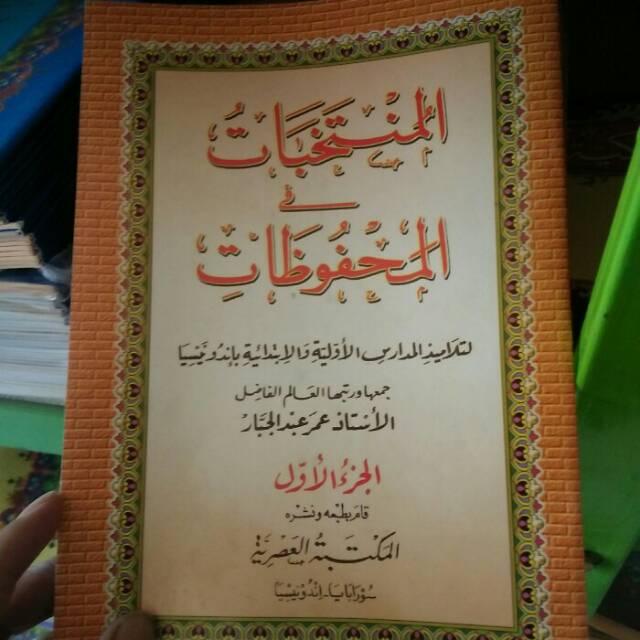 المنتخبات
في
المحفوظات
لتلاميذ المدارس الأولية والابتدائية بإندونيسيا
جمعها ورتبها العالم الفاضل
الأستاذ عمر عبد الجبار
الجزء الأول
قام بطبعه ونشره
المكتبة العصرية
سورابايا - إندونيسيا